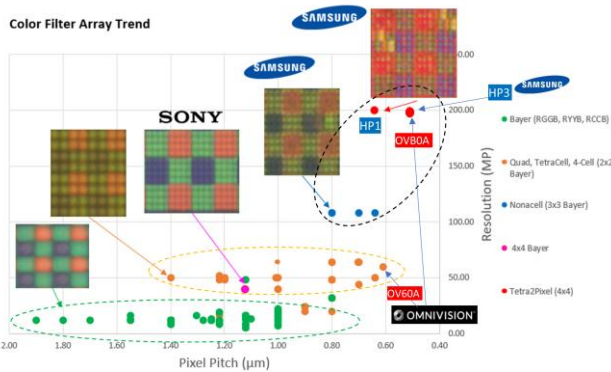 Color Filter Array Trend
SAMSUNG
SAMSUNG
SAMSUNG
SONY
HP3
HP1
OVB0A
OV60A
OMNIVISION
200.00
150.00
100.00
50.00
0.00
Resolution (MP)
2.00 1.80 1.60 1.40 1.20 1.00 0.80 0.60 0.40
Pixel Pitch (µm)
Bayer (RGGB, RYYB, RCCB)
Quad, TetraCell, 4-Cell (2x2
Bayer)
Nonacell (3x3 Bayer)
4x4 Bayer
Tetra2Pixel (4x4)